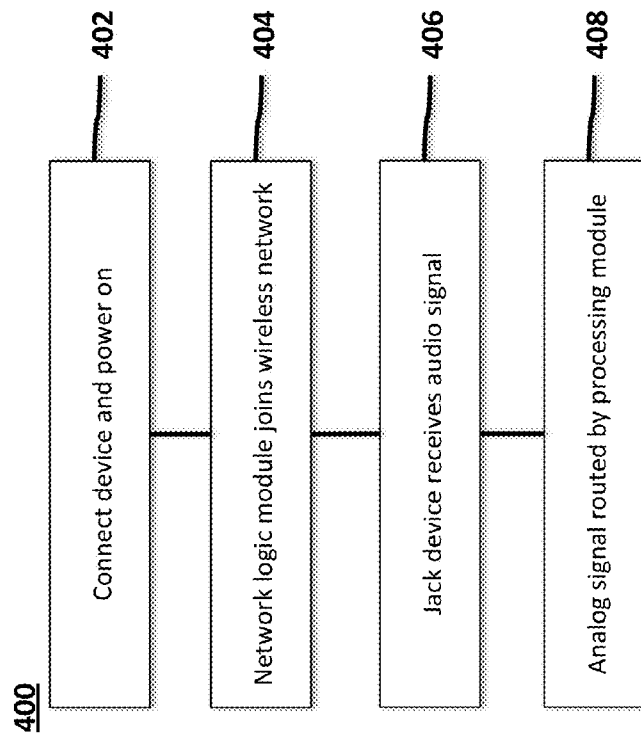 400
Connect device and power on
402
Network logic module joins wireless network
404
Jack device receives audio signal
406
Analog signal routed by processing module
408